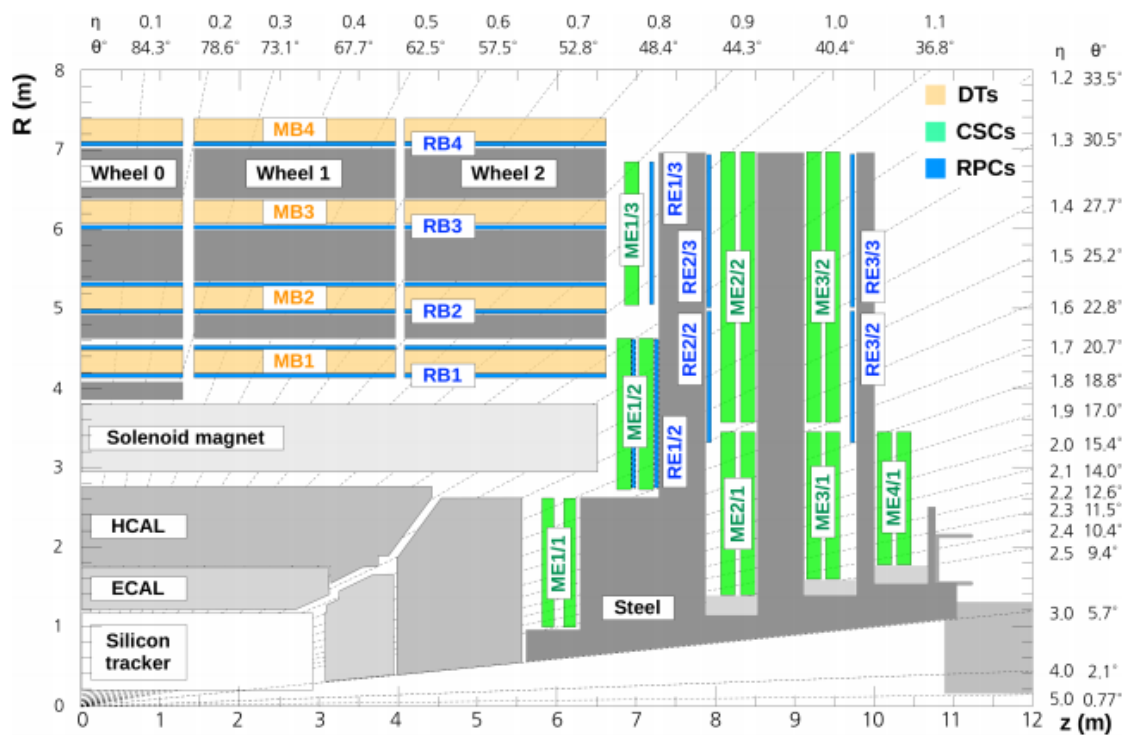 η 0.1 0.2 0.3 0.4 0.5 0.6 0.7 0.8 0.9 1.0 1.1
θ° 84.3° 78.6° 73.1° 67.7° 62.5° 57.5° 52.8° 48.4° 44.3° 40.4° 36.8° η θ°
R (m)
8
7
6
5
4
3
2
1
0
1.2 33.5°
1.3 30.5°
1.4 27.7°
1.5 25.2°
1.6 22.8°
1.7 20.7°
1.8 18.8°
1.9 17.0°
2.0 15.4°
2.1 14.0°
2.2 12.6°
2.3 11.5°
2.4 10.4°
2.5 9.4°
3.0 5.7°
4.0 2.1°
5.0 0.77°
DTs
CSCs
RPCs
MB4
RB4
Wheel 0 Wheel 1 Wheel 2
MB3
RB3
MB2
RB2
MB1
RB1
Solenoid magnet
HCAL
ECAL
Silicon
tracker
Steel
ME1/1
ME1/2
ME1/3
RE1/3
RE1/2
RE2/3
RE2/2
ME2/2
ME2/1
ME3/2
ME3/1
RE3/3
RE3/2
ME4/1
0 1 2 3 4 5 6 7 8 9 10 11 12
z (m)